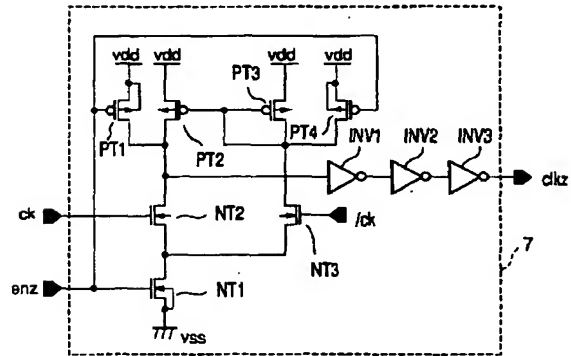 vdd vdd vdd vdd
PT3
PT1 PT2 PT4
INV1 INV2 INV3
clkz
ck NT2 /ck
NT3 7
enz NT1
vss